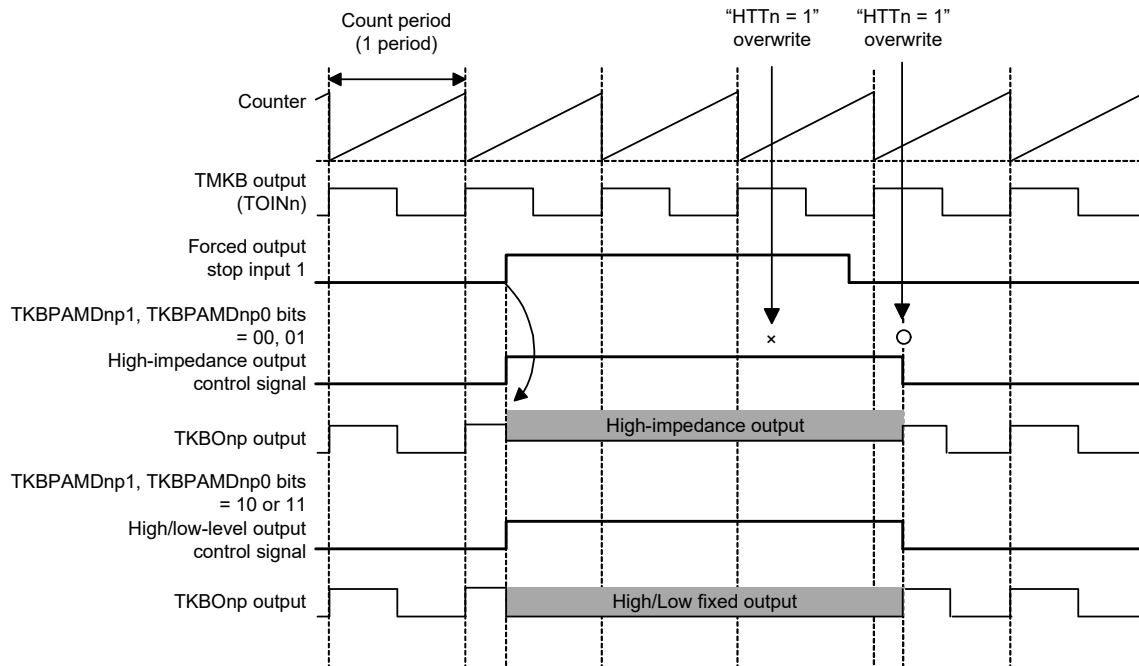 Count period
(1 period)
“HTTn = 1”
overwrite
“HTTn = 1”
overwrite
Counter
TMKB output
(TOINn)
Forced output
stop input 1
TKBPAMDnp1, TKBPAMDnp0 bits
= 00, 01
×
High-impedance output
control signal
High-impedance output
TKBOnp output
TKBPAMDnp1, TKBPAMDnp0 bits
= 10 or 11
High/low-level output
control signal
TKBOnp output
High/Low fixed output